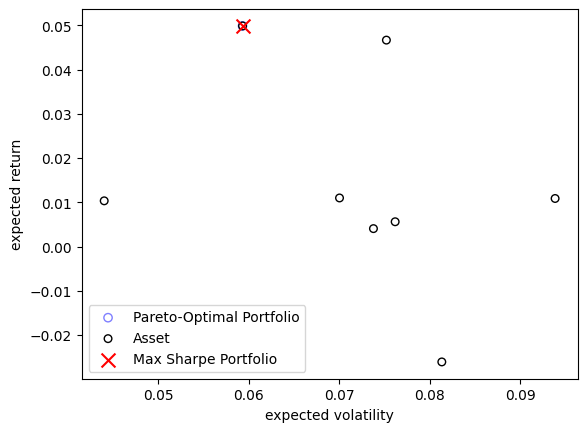 0.05
0.04
0.03
0.02
0.01
0.00
−0.01
−0.02
expected return
Pareto-Optimal Portfolio
Asset
Max Sharpe Portfolio
0.05 0.06 0.07 0.08 0.09
expected volatility